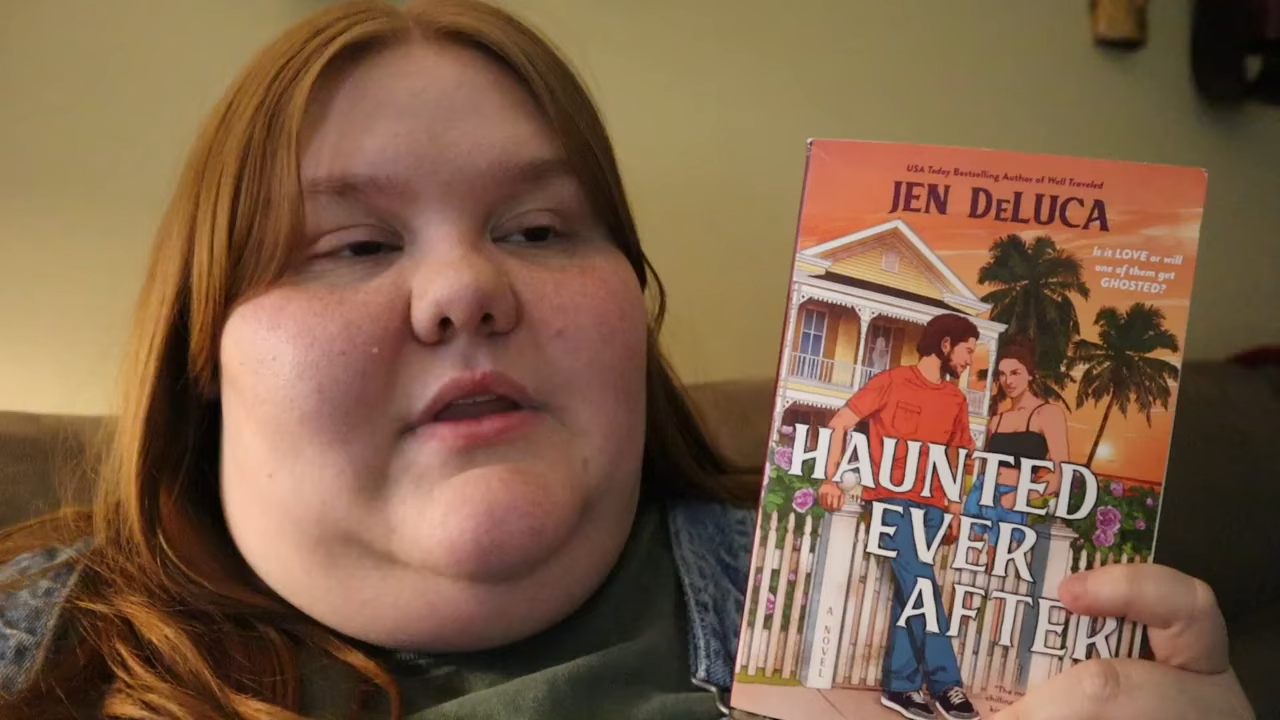 USA Today Bestselling Author of Well Traveled
JEN DeLUCA
Is it LOVE or will
one of them get
GHOSTED?
HAUNTED
EVER
AFTER
A NOVEL
"The